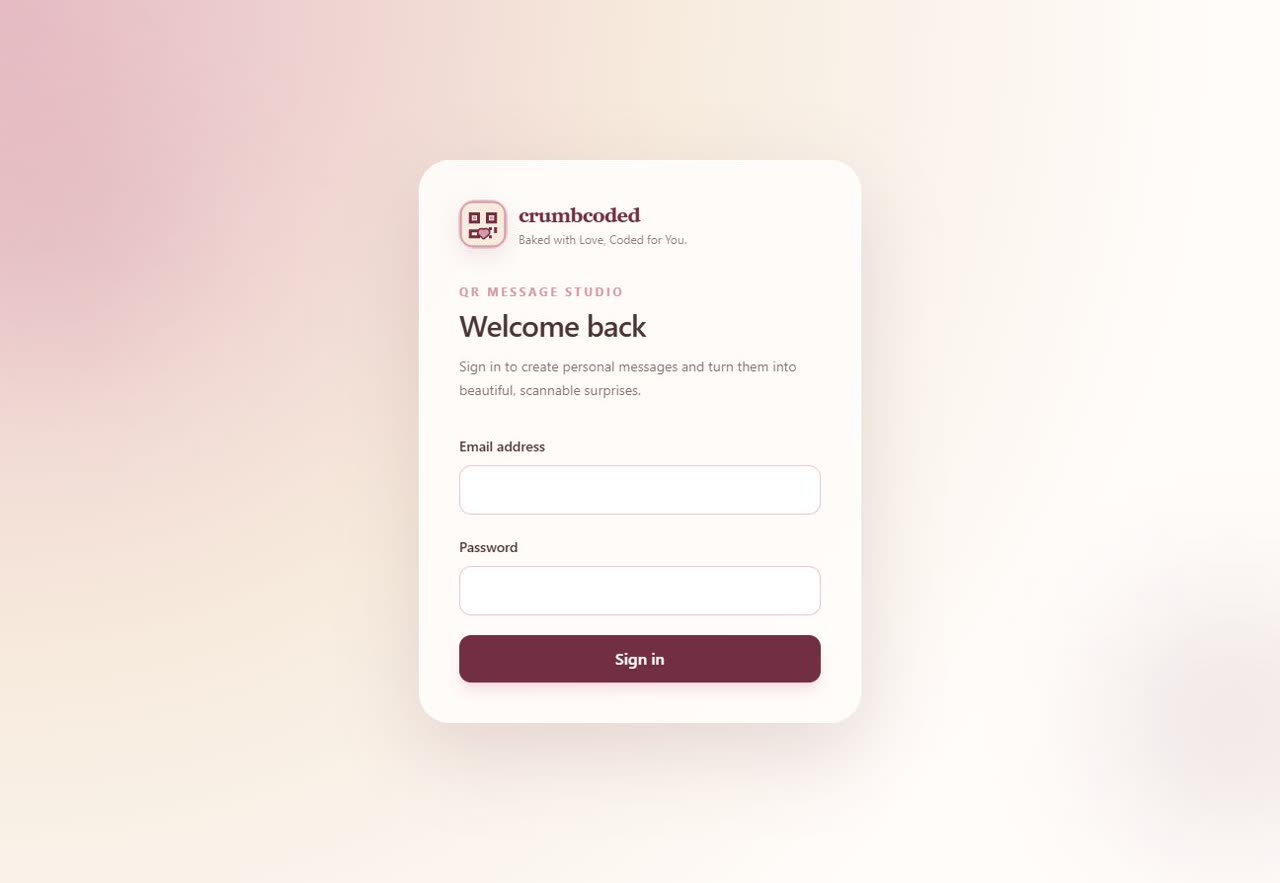 crumbcoded
Baked with Love, Coded for You.
QR MESSAGE STUDIO
Welcome back
Sign in to create personal messages and turn them into
beautiful, scannable surprises.
Email address
Password
Sign in